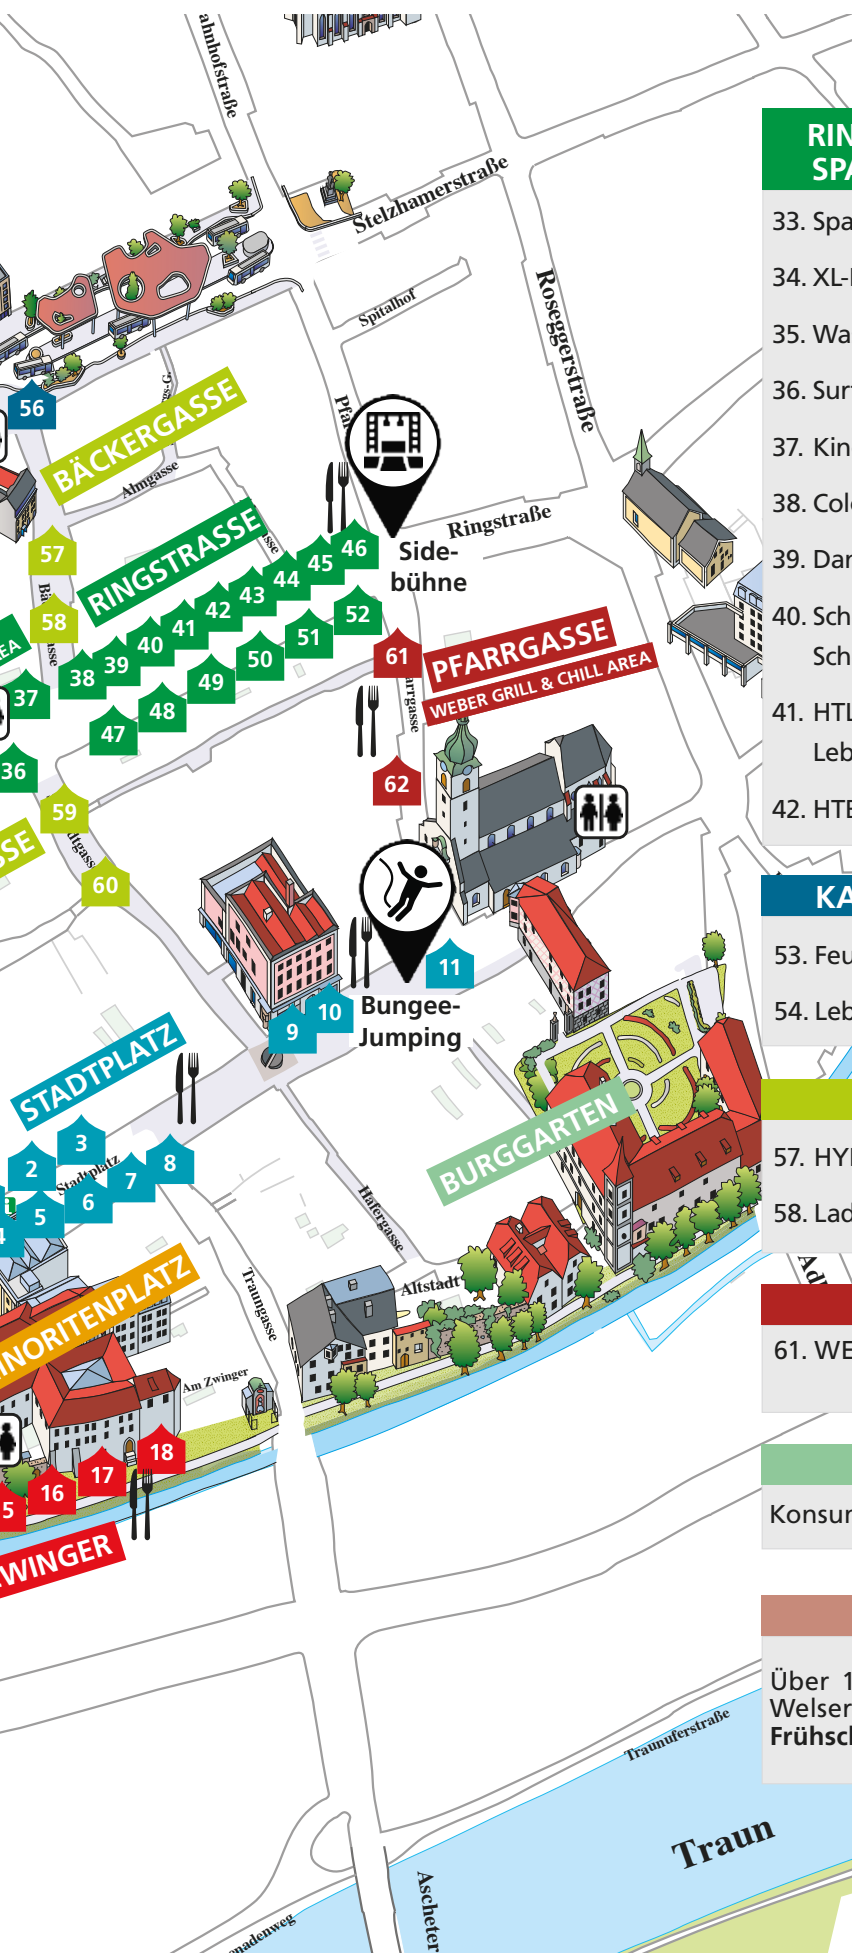 Stelzhamerstraße
Spitalhof
Roseggerstraße
56
BÄCKERGASSE
Almgasse
RINGSTRASSE
Ringstraße
Side-
bühne
57
58
46
45
44
43
42
41
40
39
38
37
36
52
51
50
49
48
47
61
PFARRGASSE
WEBER GRILL & CHILL AREA
62
59
60
11
10
9
Bungee-
Jumping
STADTPLATZ
Stadtplatz
2
3
5
6
7
8
BURGGARTEN
Hafergasse
Altstadt
Traungasse
Am Zwinger
16
17
18
Traunuferstraße
Traun
33. Spa
34. XL-
35. Wa
36. Sur
37. Kin
38. Col
39. Dar
40. Sch
Sch
41. HTL
Leb
42. HTB
KA
53. Feu
54. Leb
57. HY
58. Lad
61. WE
Konsum
Über 1
Welser
Frühsch